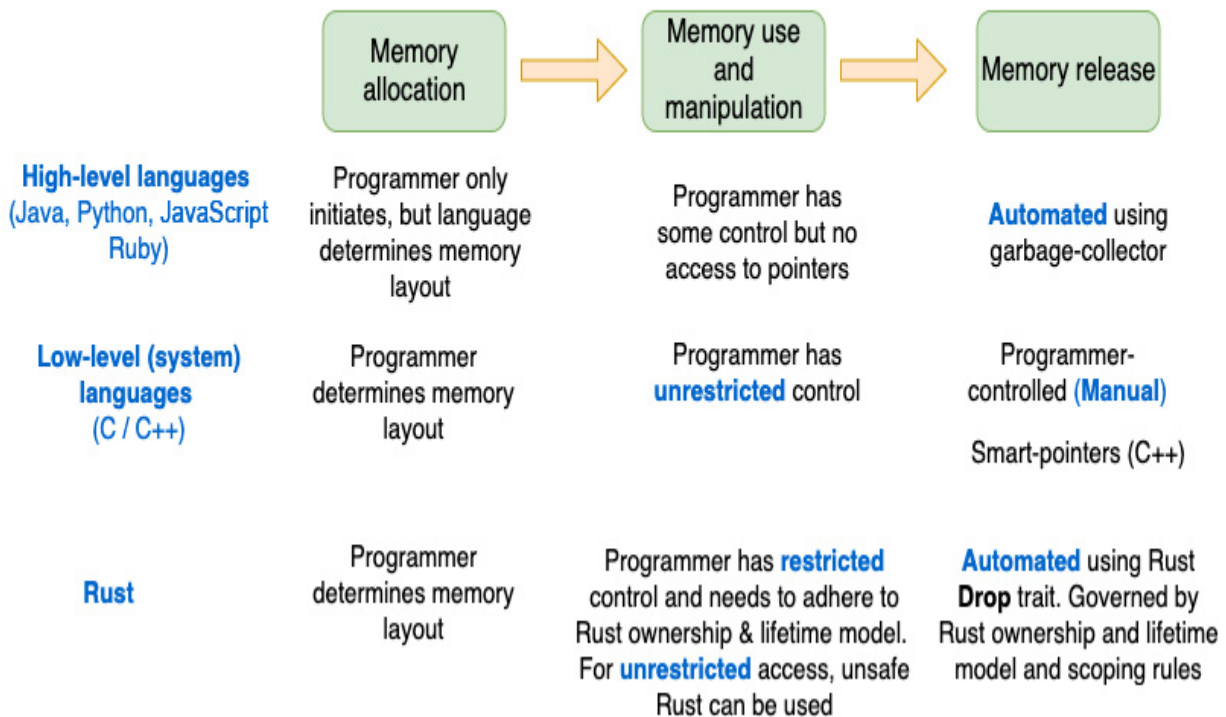 Memory
allocation
Memory use
and
manipulation
Memory release
High-level languages
(Java, Python, JavaScript
Ruby)
Programmer only
initiates, but language
determines memory
layout
Programmer has
some control but no
access to pointers
Automated using
garbage-collector
Low-level (system)
languages
(C / C++)
Programmer
determines memory
layout
Programmer has
unrestricted control
Programmer-
controlled (Manual)
Smart-pointers (C++)
Rust
Programmer
determines memory
layout
Programmer has restricted
control and needs to adhere to
Rust ownership & lifetime model.
For unrestricted access, unsafe
Rust can be used
Automated using Rust
Drop trait. Governed by
Rust ownership and lifetime
model and scoping rules